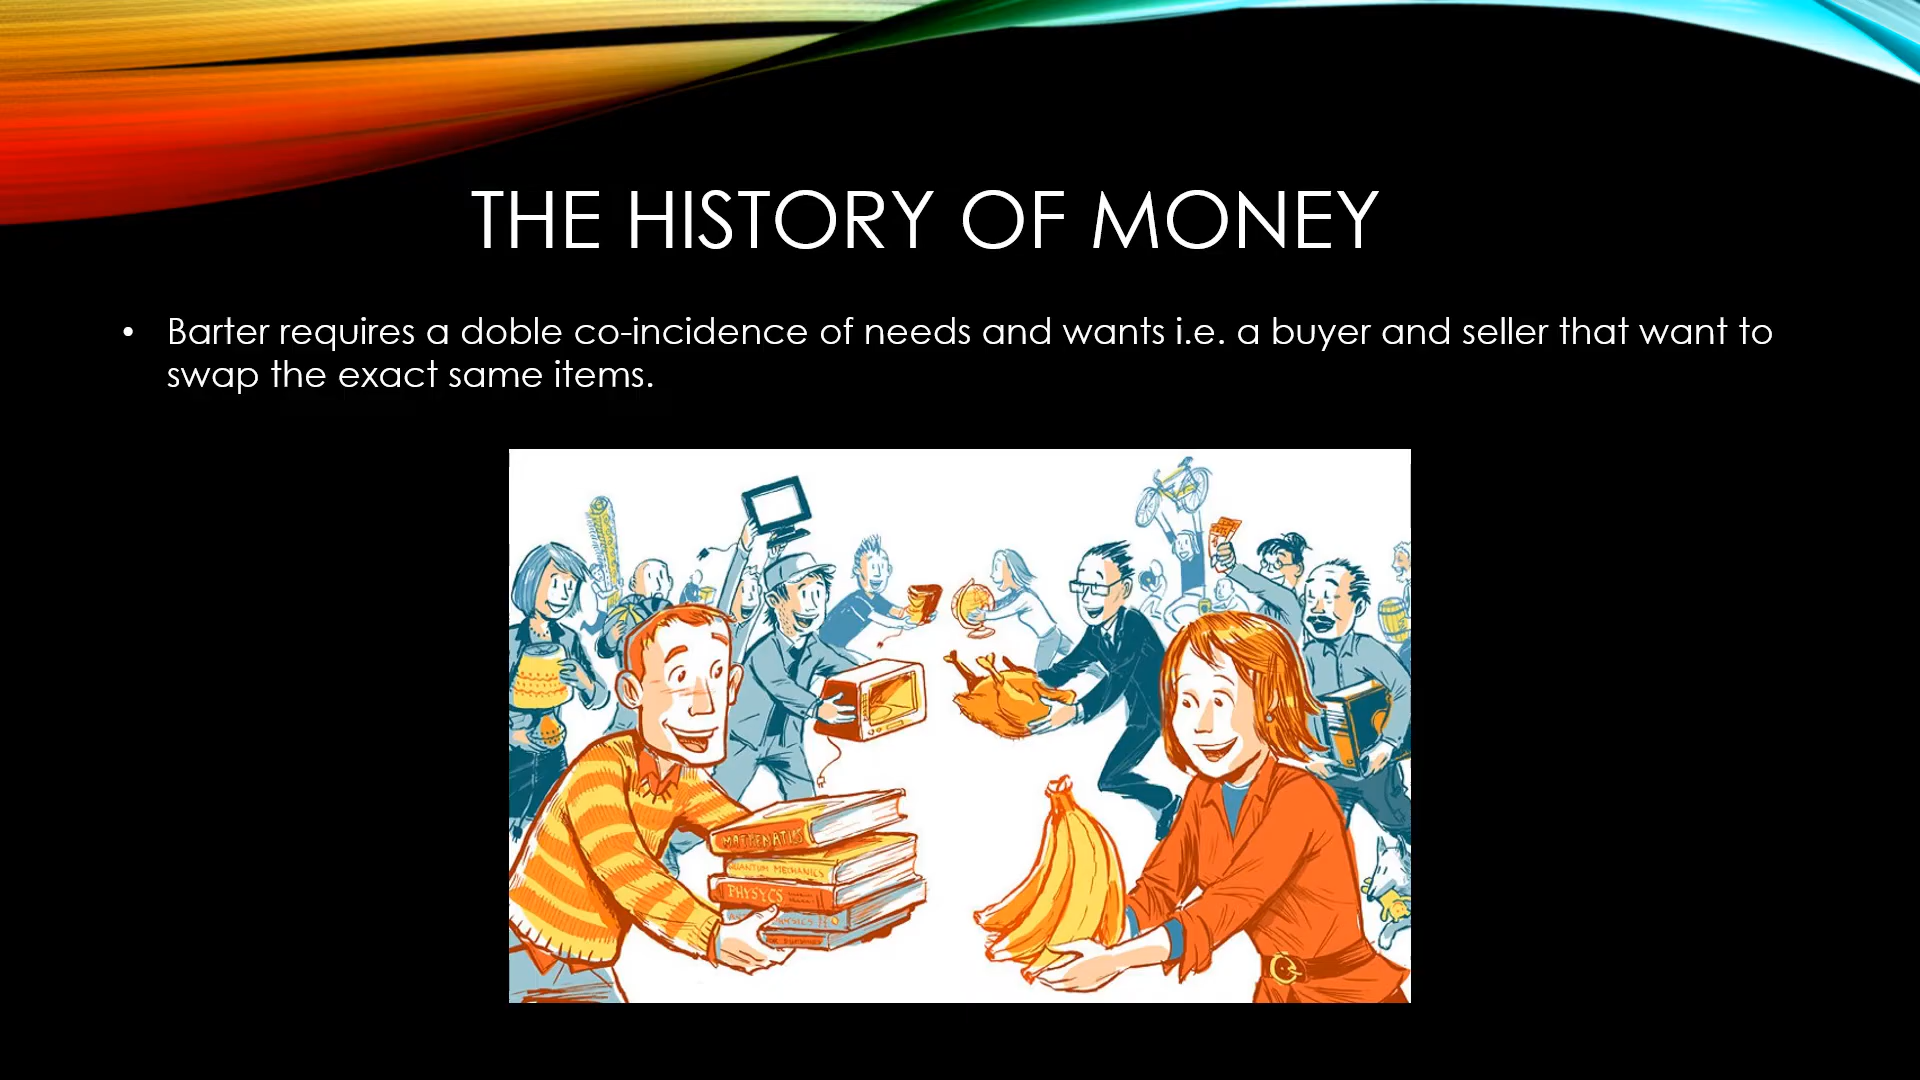 THE HISTORY OF MONEY
• Barter requires a doble co-incidence of needs and wants i.e. a buyer and seller that want to
swap the exact same items.
MATHEMATICS
QUANTUM MECHANICS
PHYSYCS